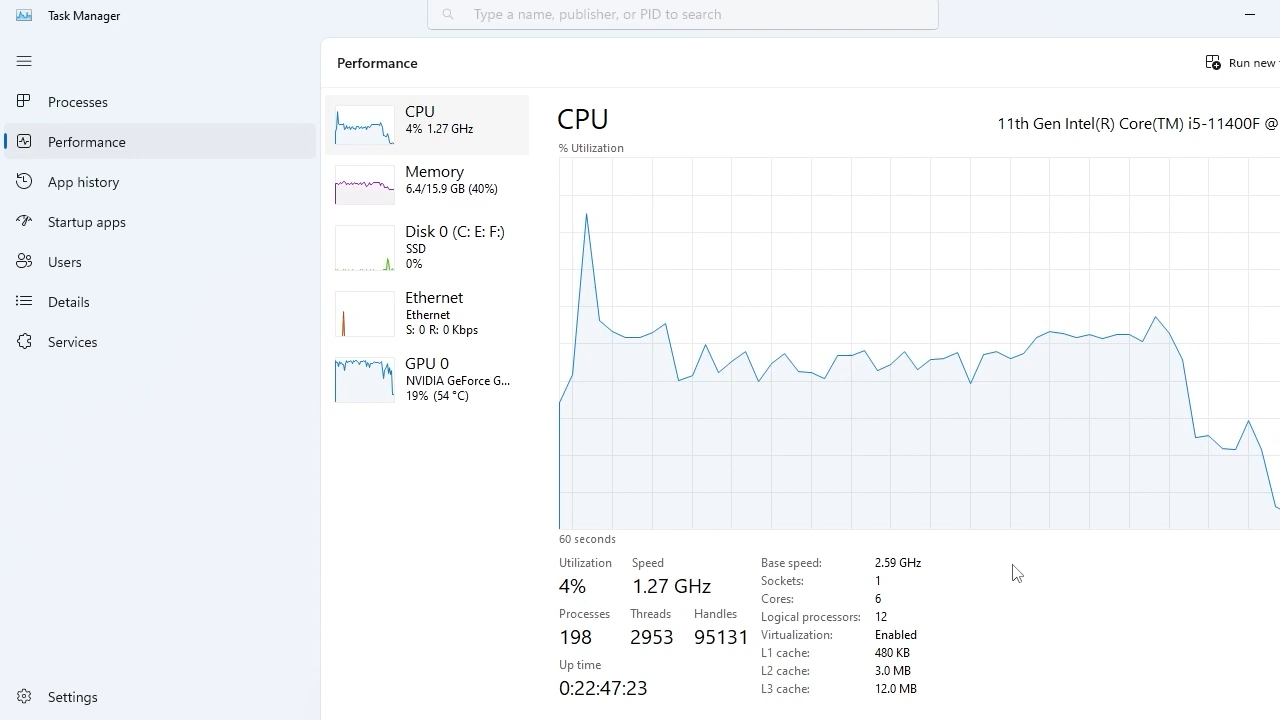 Task Manager
Type a name, publisher, or PID to search
Processes
Performance
App history
Startup apps
Users
Details
Services
Settings
Performance
Run new
CPU
4% 1.27 GHz
Memory
6.4/15.9 GB (40%)
Disk 0 (C: E: F:)
SSD
0%
Ethernet
Ethernet
S: 0 R: 0 Kbps
GPU 0
NVIDIA GeForce G...
19% (54 °C)
CPU
11th Gen Intel(R) Core(TM) i5-11400F @
% Utilization
60 seconds
Utilization Speed
4% 1.27 GHz
Processes Threads Handles
198 2953 95131
Up time
0:22:47:23
Base speed: 2.59 GHz
Sockets: 1
Cores: 6
Logical processors: 12
Virtualization: Enabled
L1 cache: 480 KB
L2 cache: 3.0 MB
L3 cache: 12.0 MB